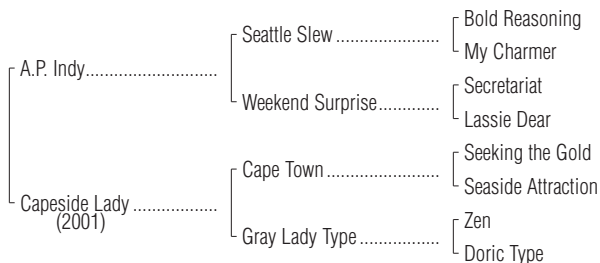 Bold Reasoning
Seattle Slew ....................
My Charmer
A.P. Indy.........................
Secretariat
Weekend Surprise............
Lassie Dear
Seeking the Gold
Cape Town .....................
Seaside Attraction
Capeside Lady ................
(2001)
Zen
Gray Lady Type ...............
Doric Type